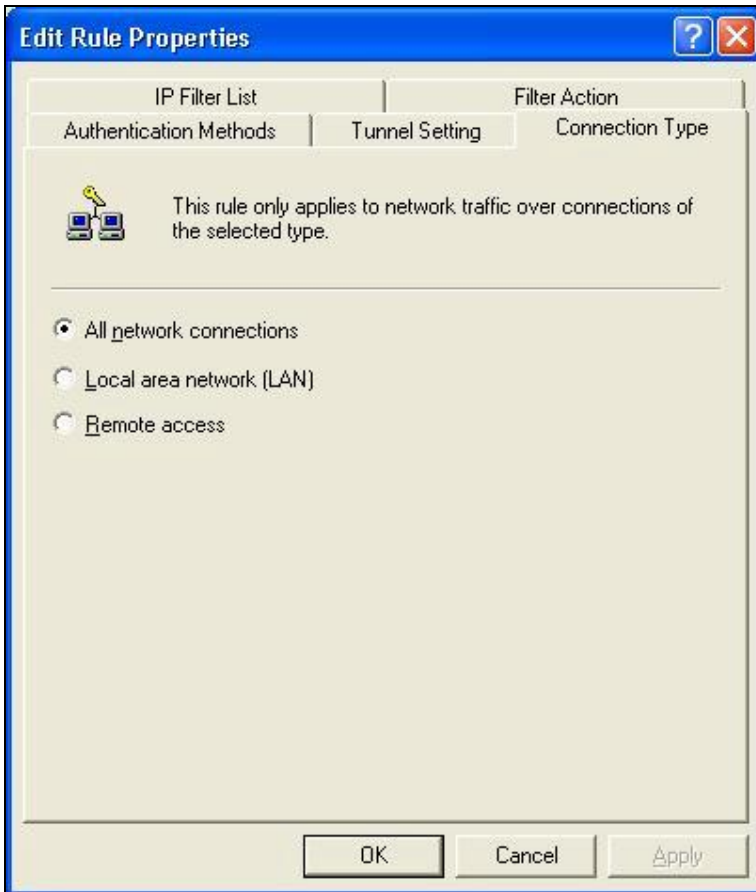 Edit Rule Properties
IP Filter List
Filter Action
Authentication Methods
Tunnel Setting
Connection Type
This rule only applies to network traffic over connections of
the selected type.
All network connections
Local area network (LAN)
Remote access
OK
Cancel
Apply